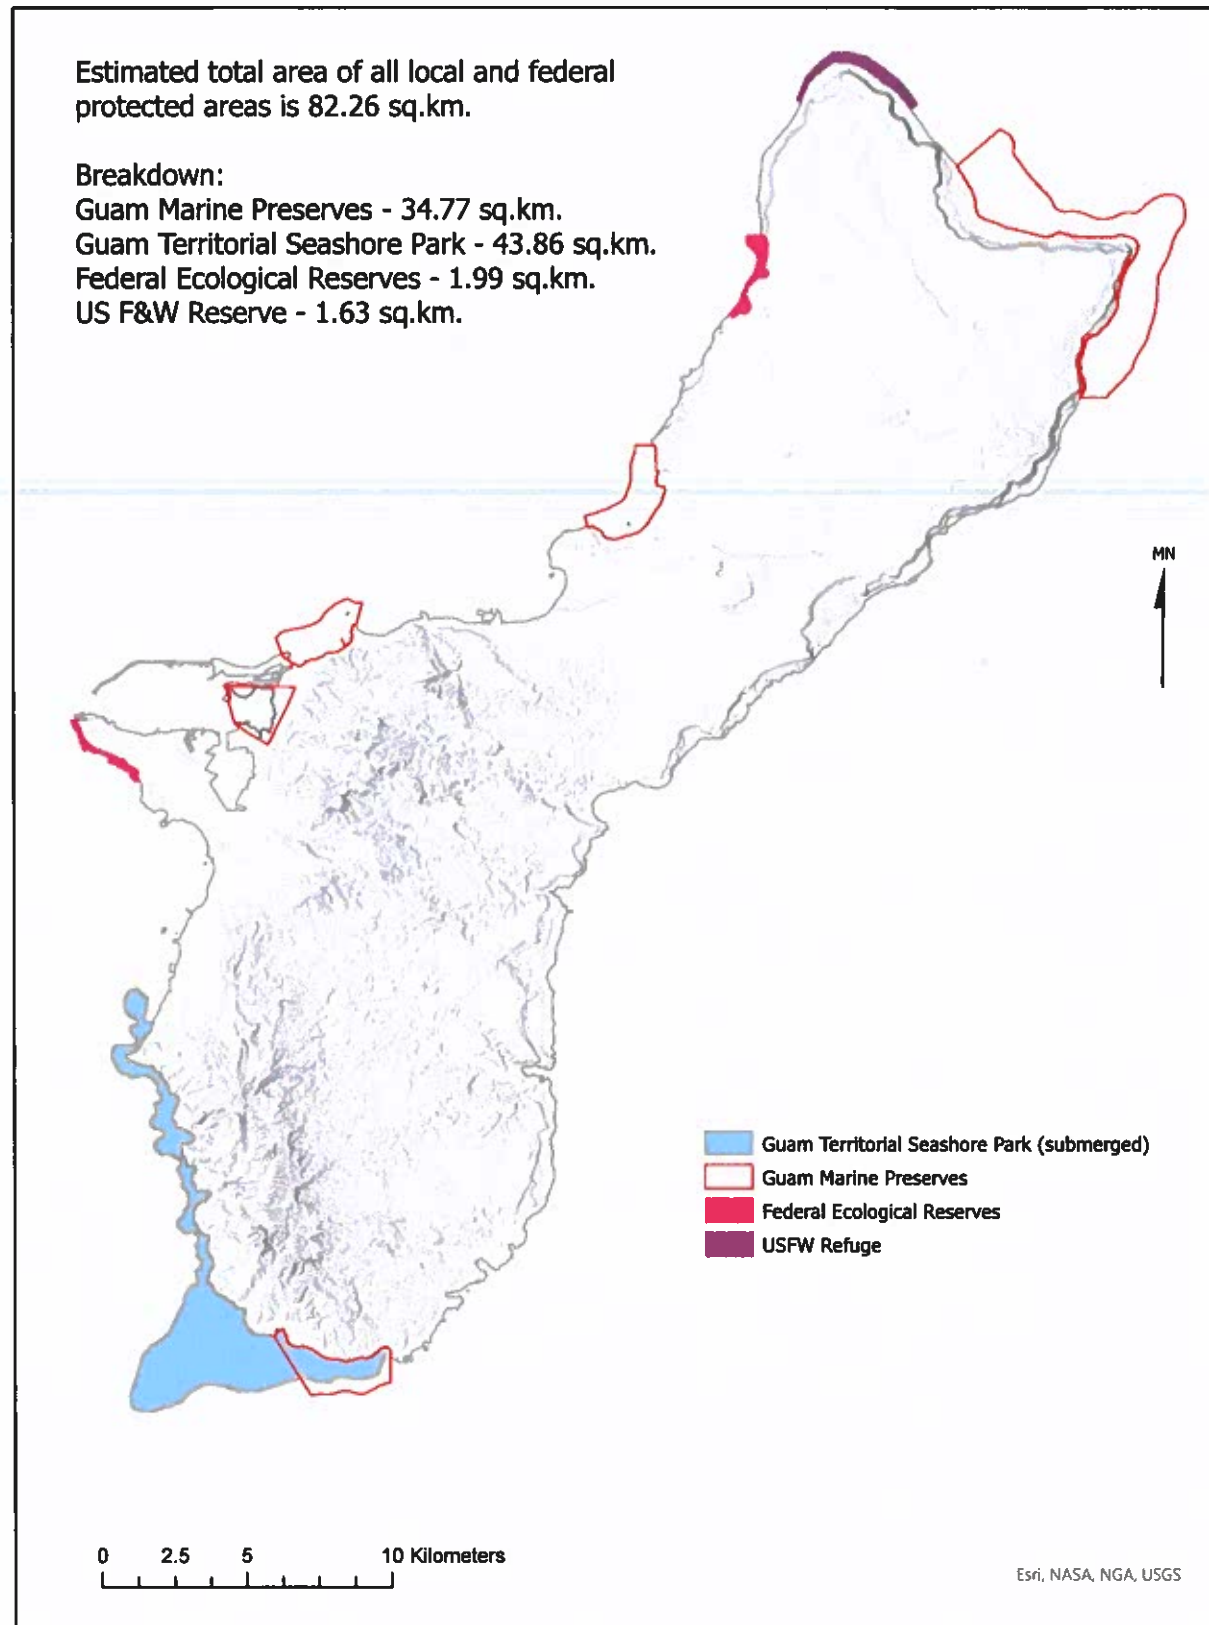 Estimated total area of all local and federal
protected areas is 82.26 sq.km.
Breakdown:
Guam Marine Preserves - 34.77 sq.km.
Guam Territorial Seashore Park - 43.86 sq.km.
Federal Ecological Reserves - 1.99 sq.km.
US F&W Reserve - 1.63 sq.km.
MN
Guam Territorial Seashore Park (submerged)
Guam Marine Preserves
Federal Ecological Reserves
USFW Refuge
0 2.5 5 10 Kilometers
Esri, NASA, NGA, USGS